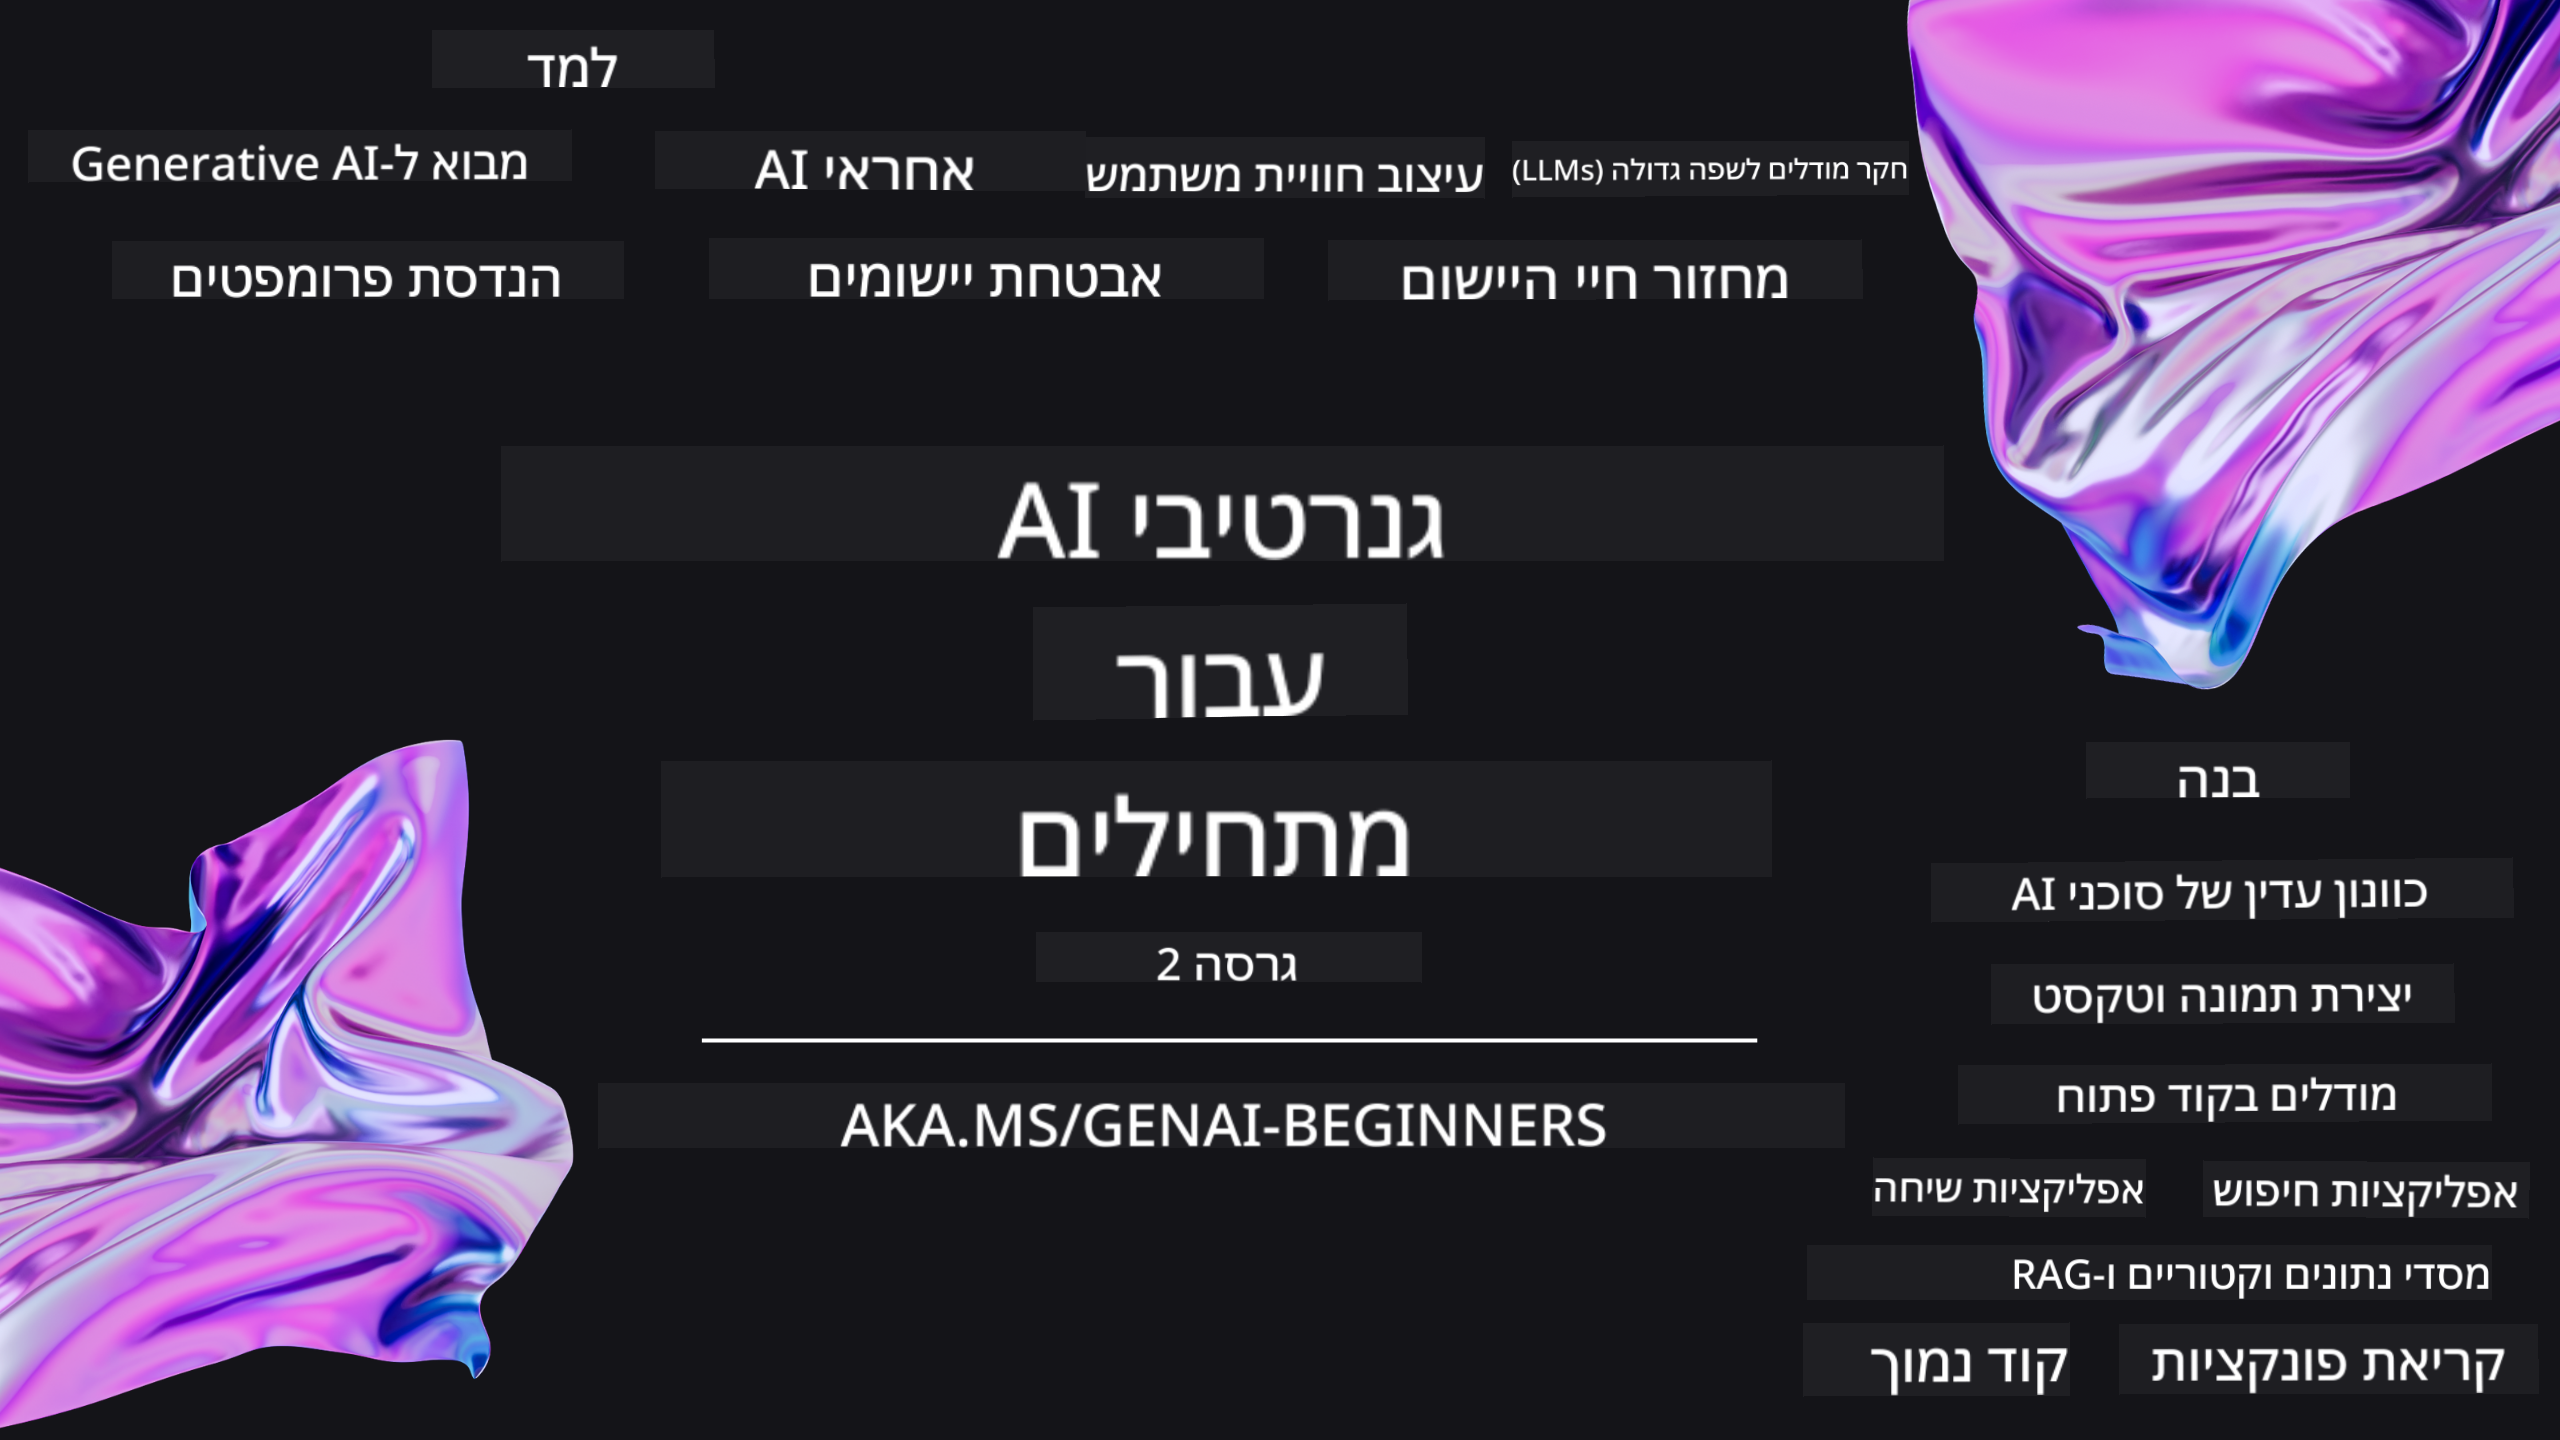 למד
חקר מודלים לשפה גדולה (LLMs)
עיצוב חוויית משתמש
אחראי AI
מבוא ל-Generative AI
מחזור חיי היישום
אבטחת יישומים
הנדסת פרומפטים
גנרטיבי AI
עבור
מתחילים
גרסה 2
AKA.MS/GENAI-BEGINNERS
בנה
כוונון עדין של סוכני AI
יצירת תמונה וטקסט
מודלים בקוד פתוח
אפליקציות חיפוש
אפליקציות שיחה
מסדי נתונים וקטוריים ו-RAG
קריאת פונקציות
קוד נמוך